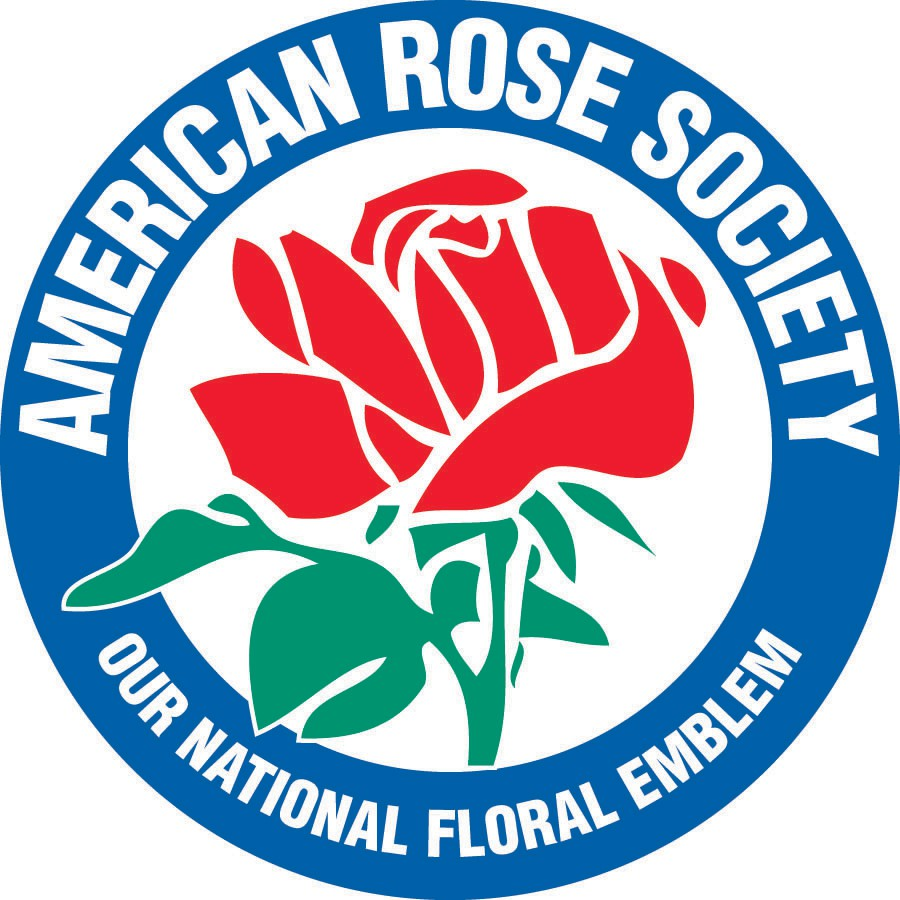 AMERICAN ROSE SOCIETY
OUR NATIONAL FLORAL EMBLEM